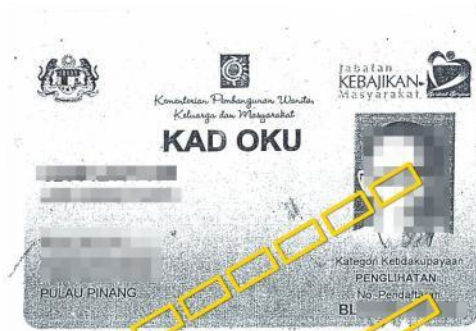 Jabatan
KEBAJIKAN
Masyarakat
Kementerian Pembangunan Wanita,
Keluarga dan Masyarakat
KAD OKU
Kategori Ketidakupayaan
PENGLIHATAN
No. Pendaftaran
PULAU PINANG
BL